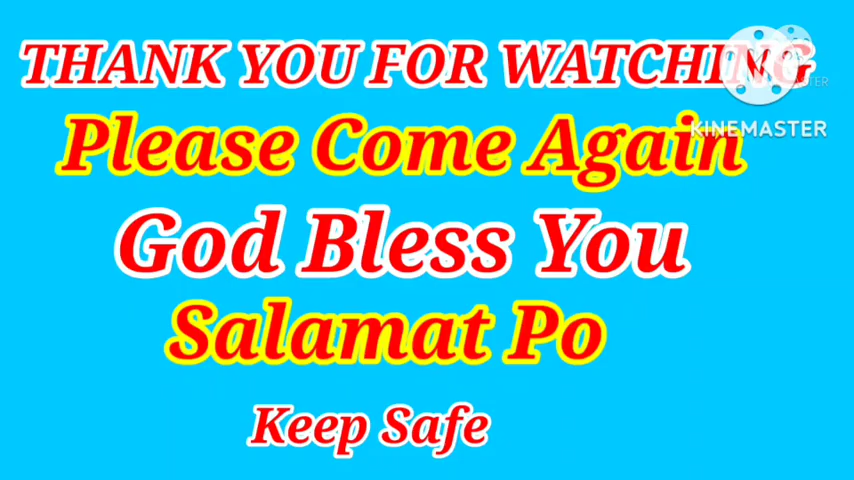 THANK YOU FOR WATCHING
Please Come Again
God Bless You
Salamat Po
Keep Safe
KINEMASTER